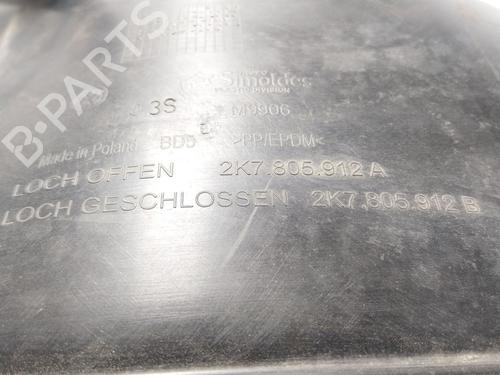 B-PARTS
Simoldes
3S M9906
Made in Poland BD5 >PP/EPDM<
LOCH OFFEN 2K7.805.912 A
LOCH GESCHLOSSEN 2K7.805.912 B